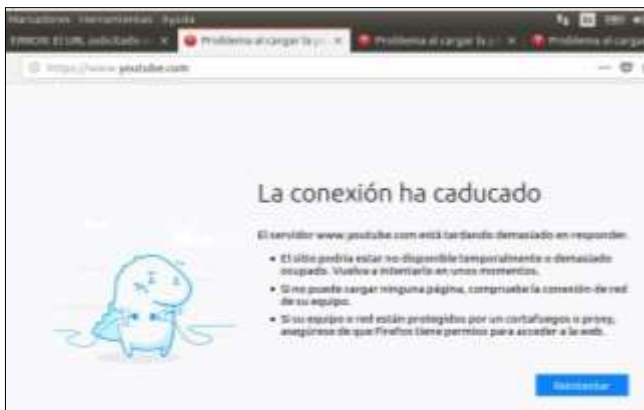 Marcadores Herramientas Ayuda
ERROR: El URL solicitado
Problema al cargar la p
Problema al cargar la p
Problema al cargar
https://www.youtube.com
La conexión ha caducado
El servidor www.youtube.com está tardando demasiado en responder.
El sitio podría estar no disponible temporalmente o demasiado
ocupado. Vuelva a intentarlo en unos momentos.
Si no puede cargar ninguna página, compruebe la conexión de red
de su equipo.
Si su equipo o red están protegidos por un cortafuegos o proxy,
asegúrese de que Firefox tiene permiso para acceder a la web.
Reintentar